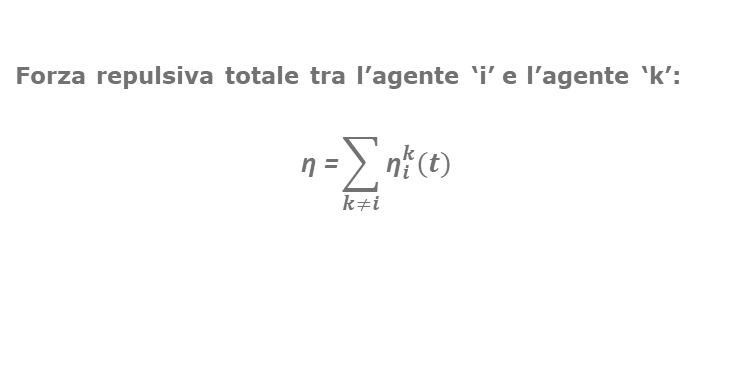 Forza repulsiva totale tra l’agente ‘i’ e l’agente ‘k’:
η = ∑ η_i^k (t)
k≠i